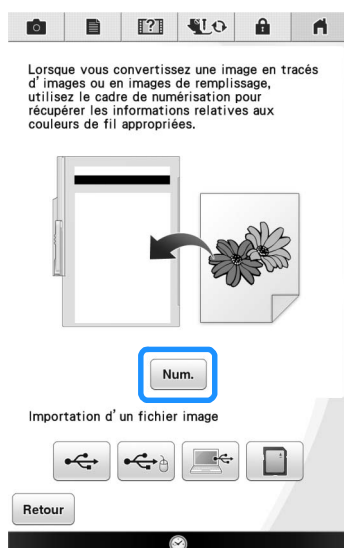 Lorsque vous convertissez une image en tracés
d'images ou en images de remplissage,
utilisez le cadre de numérisation pour
récupérer les informations relatives aux
couleurs de fil appropriées.
Num.
Importation d'un fichier image
Retour